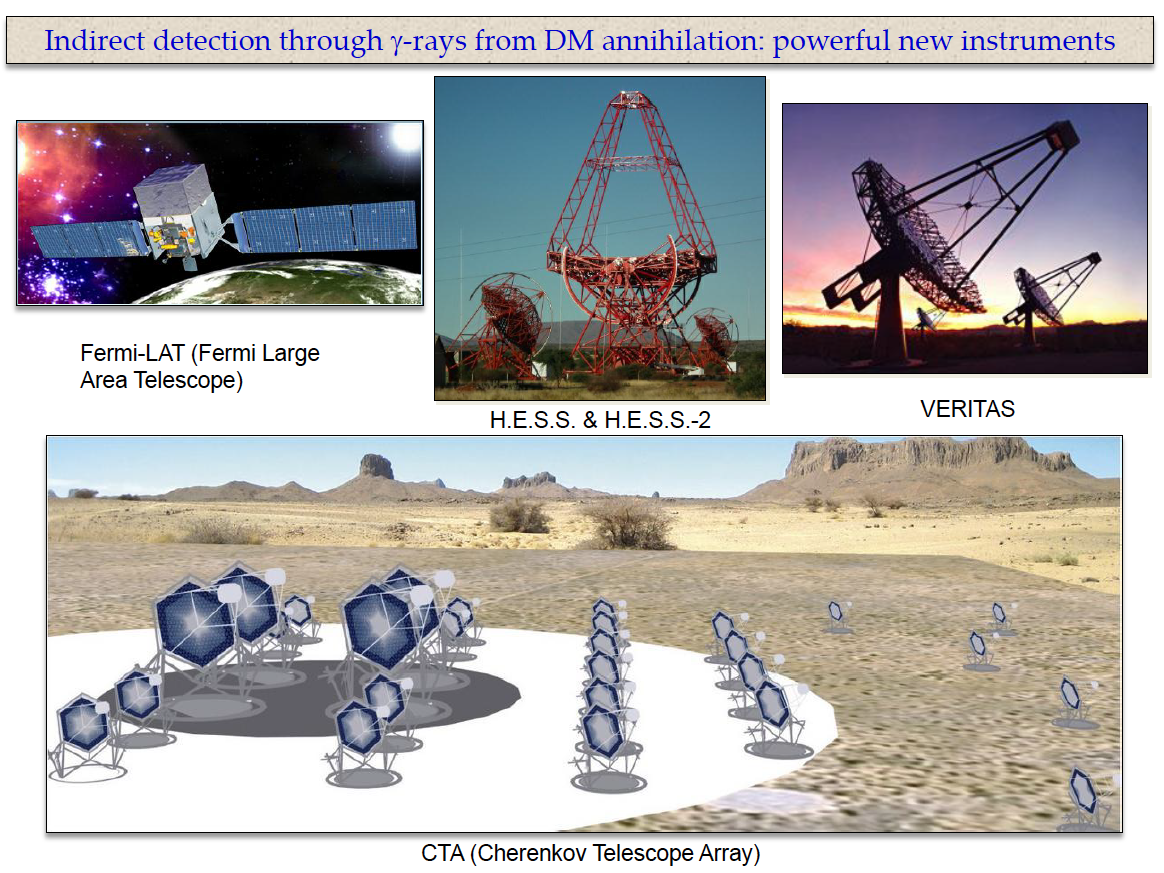 Indirect detection through γ-rays from DM annihilation: powerful new instruments
Fermi-LAT (Fermi Large
Area Telescope)
H.E.S.S. & H.E.S.S.-2
VERITAS
CTA (Cherenkov Telescope Array)